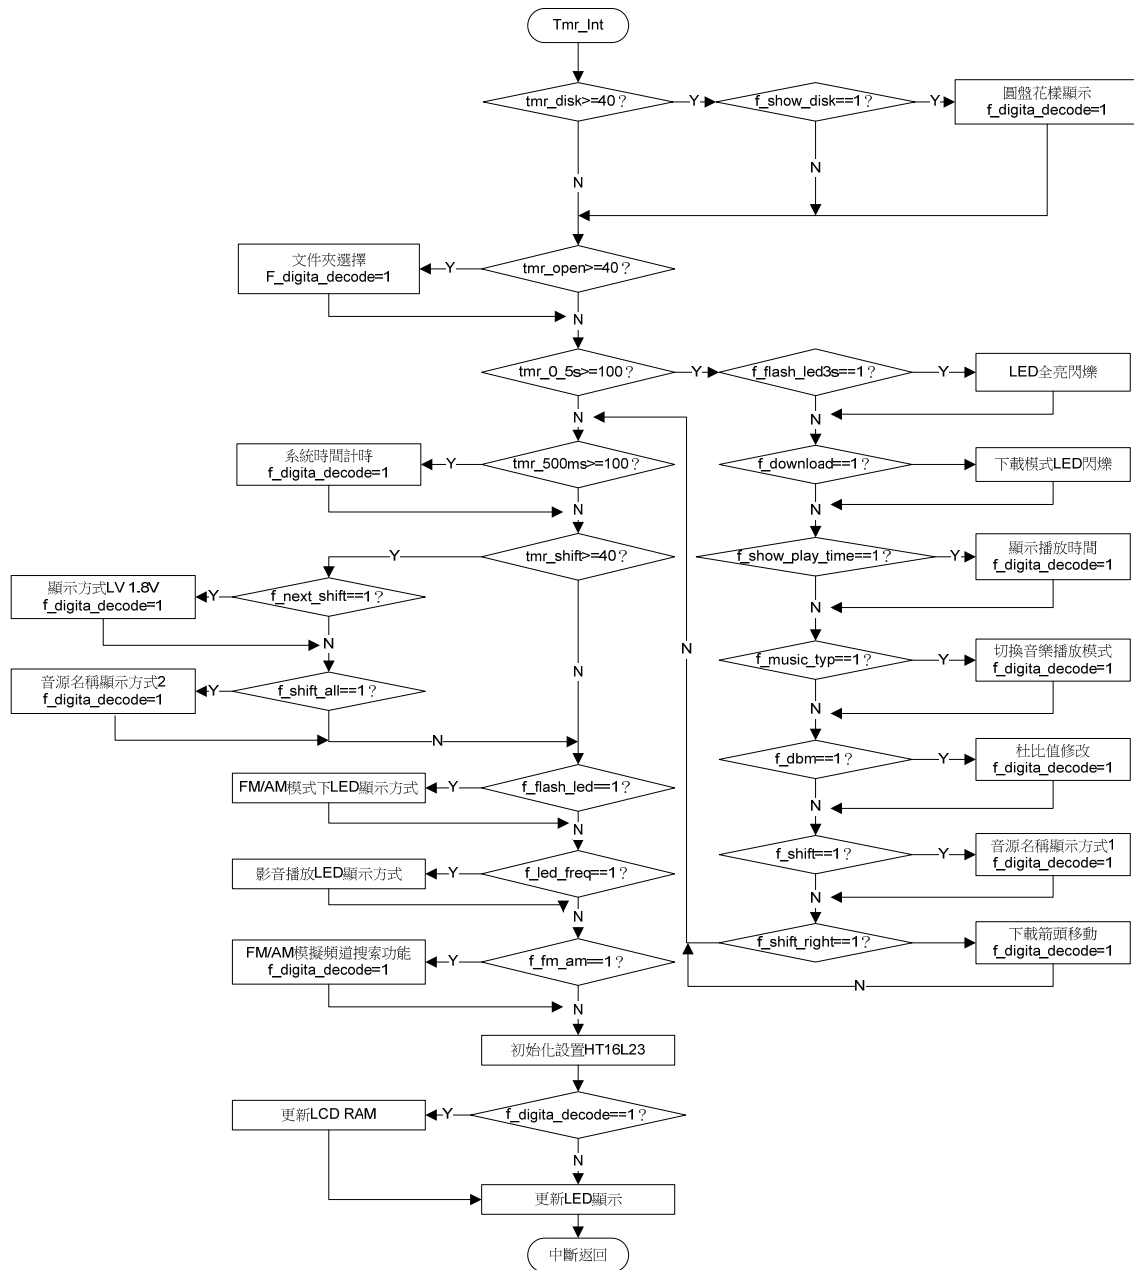 Tmr_Int
tmr_disk>=40？
Y
f_show_disk==1？
Y
圓盤花樣顯示
f_digita_decode=1
N
N
文件夾選擇
F_digita_decode=1
Y
tmr_open>=40？
N
tmr_0_5s>=100？
Y
f_flash_led3s==1？
Y
LED全亮閃爍
N
N
系統時間計時
f_digita_decode=1
Y
tmr_500ms>=100？
f_download==1？
Y
下載模式LED閃爍
N
N
Y
tmr_shift>=40？
f_show_play_time==1？
Y
顯示播放時間
f_digita_decode=1
顯示方式LV 1.8V
f_digita_decode=1
Y
f_next_shift==1？
N
N
N
f_music_typ==1？
Y
切換音樂播放模式
f_digita_decode=1
音源名稱顯示方式2
f_digita_decode=1
Y
f_shift_all==1？
N
N
N
f_dbm==1？
Y
杜比值修改
f_digita_decode=1
FM/AM模式下LED顯示方式
Y
f_flash_led==1？
N
N
f_shift==1？
Y
音源名稱顯示方式1
f_digita_decode=1
影音播放LED顯示方式
Y
f_led_freq==1？
N
N
f_shift_right==1？
Y
下載箭頭移動
f_digita_decode=1
FM/AM模擬頻道搜索功能
f_digita_decode=1
Y
f_fm_am==1？
N
N
初始化設置HT16L23
更新LCD RAM
Y
f_digita_decode==1？
N
更新LED顯示
中斷返回